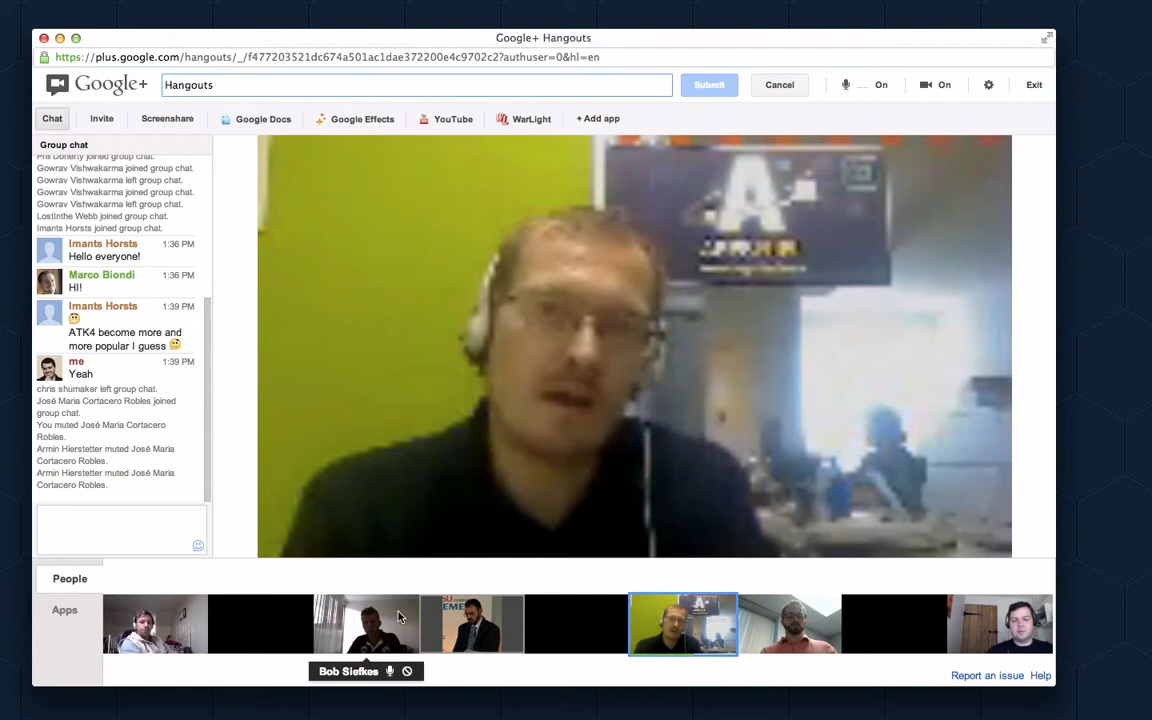 Google+ Hangouts
https://plus.google.com/hangouts/_/f477203521dc674a501ac1dae372200e4c9702c2?authuser=0&hl=en
Google+ Hangouts Submit Cancel On On Exit
Chat Invite Screenshare Google Docs Google Effects YouTube WarLight + Add app
Group chat
Phil Doherty joined group chat.
Gowrav Vishwakarma joined group chat.
Gowrav Vishwakarma left group chat.
Gowrav Vishwakarma joined group chat.
Gowrav Vishwakarma left group chat.
LostInthe Webb joined group chat.
Imants Horsts joined group chat.
Imants Horsts 1:36 PM
Hello everyone!
Marco Biondi 1:36 PM
HI!
Imants Horsts 1:39 PM
ATK4 become more and
more popular I guess
me 1:39 PM
Yeah
chris shumaker left group chat.
José Maria Cortacero Robles joined
group chat.
You muted José Maria Cortacero
Robles.
Armin Hierstetter muted José Maria
Cortacero Robles.
Armin Hierstetter muted José Maria
Cortacero Robles.
A
People
Apps
A
Bob Siefkes
Report an issue Help